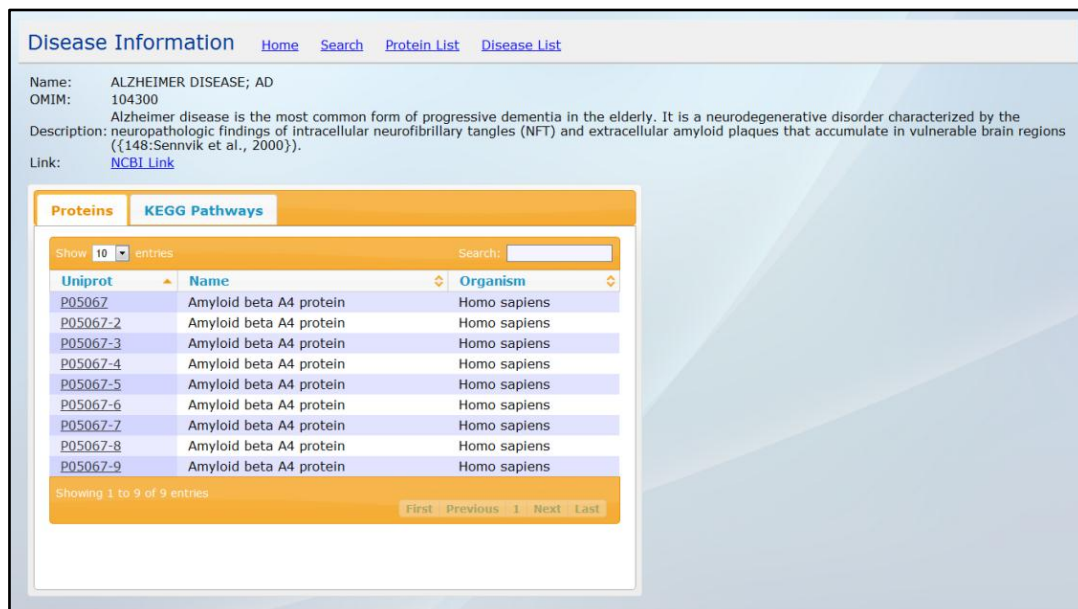 Disease Information Home Search Protein List Disease List
Name: ALZHEIMER DISEASE; AD
OMIM: 104300
Alzheimer disease is the most common form of progressive dementia in the elderly. It is a neurodegenerative disorder characterized by the
Description: neuropathologic findings of intracellular neurofibrillary tangles (NFT) and extracellular amyloid plaques that accumulate in vulnerable brain regions
({148:Sennvik et al., 2000}).
Link: NCBI Link
Proteins KEGG Pathways
Show 10 entries Search:
Uniprot Name Organism
P05067 Amyloid beta A4 protein Homo sapiens
P05067-2 Amyloid beta A4 protein Homo sapiens
P05067-3 Amyloid beta A4 protein Homo sapiens
P05067-4 Amyloid beta A4 protein Homo sapiens
P05067-5 Amyloid beta A4 protein Homo sapiens
P05067-6 Amyloid beta A4 protein Homo sapiens
P05067-7 Amyloid beta A4 protein Homo sapiens
P05067-8 Amyloid beta A4 protein Homo sapiens
P05067-9 Amyloid beta A4 protein Homo sapiens
Showing 1 to 9 of 9 entries
First Previous 1 Next Last